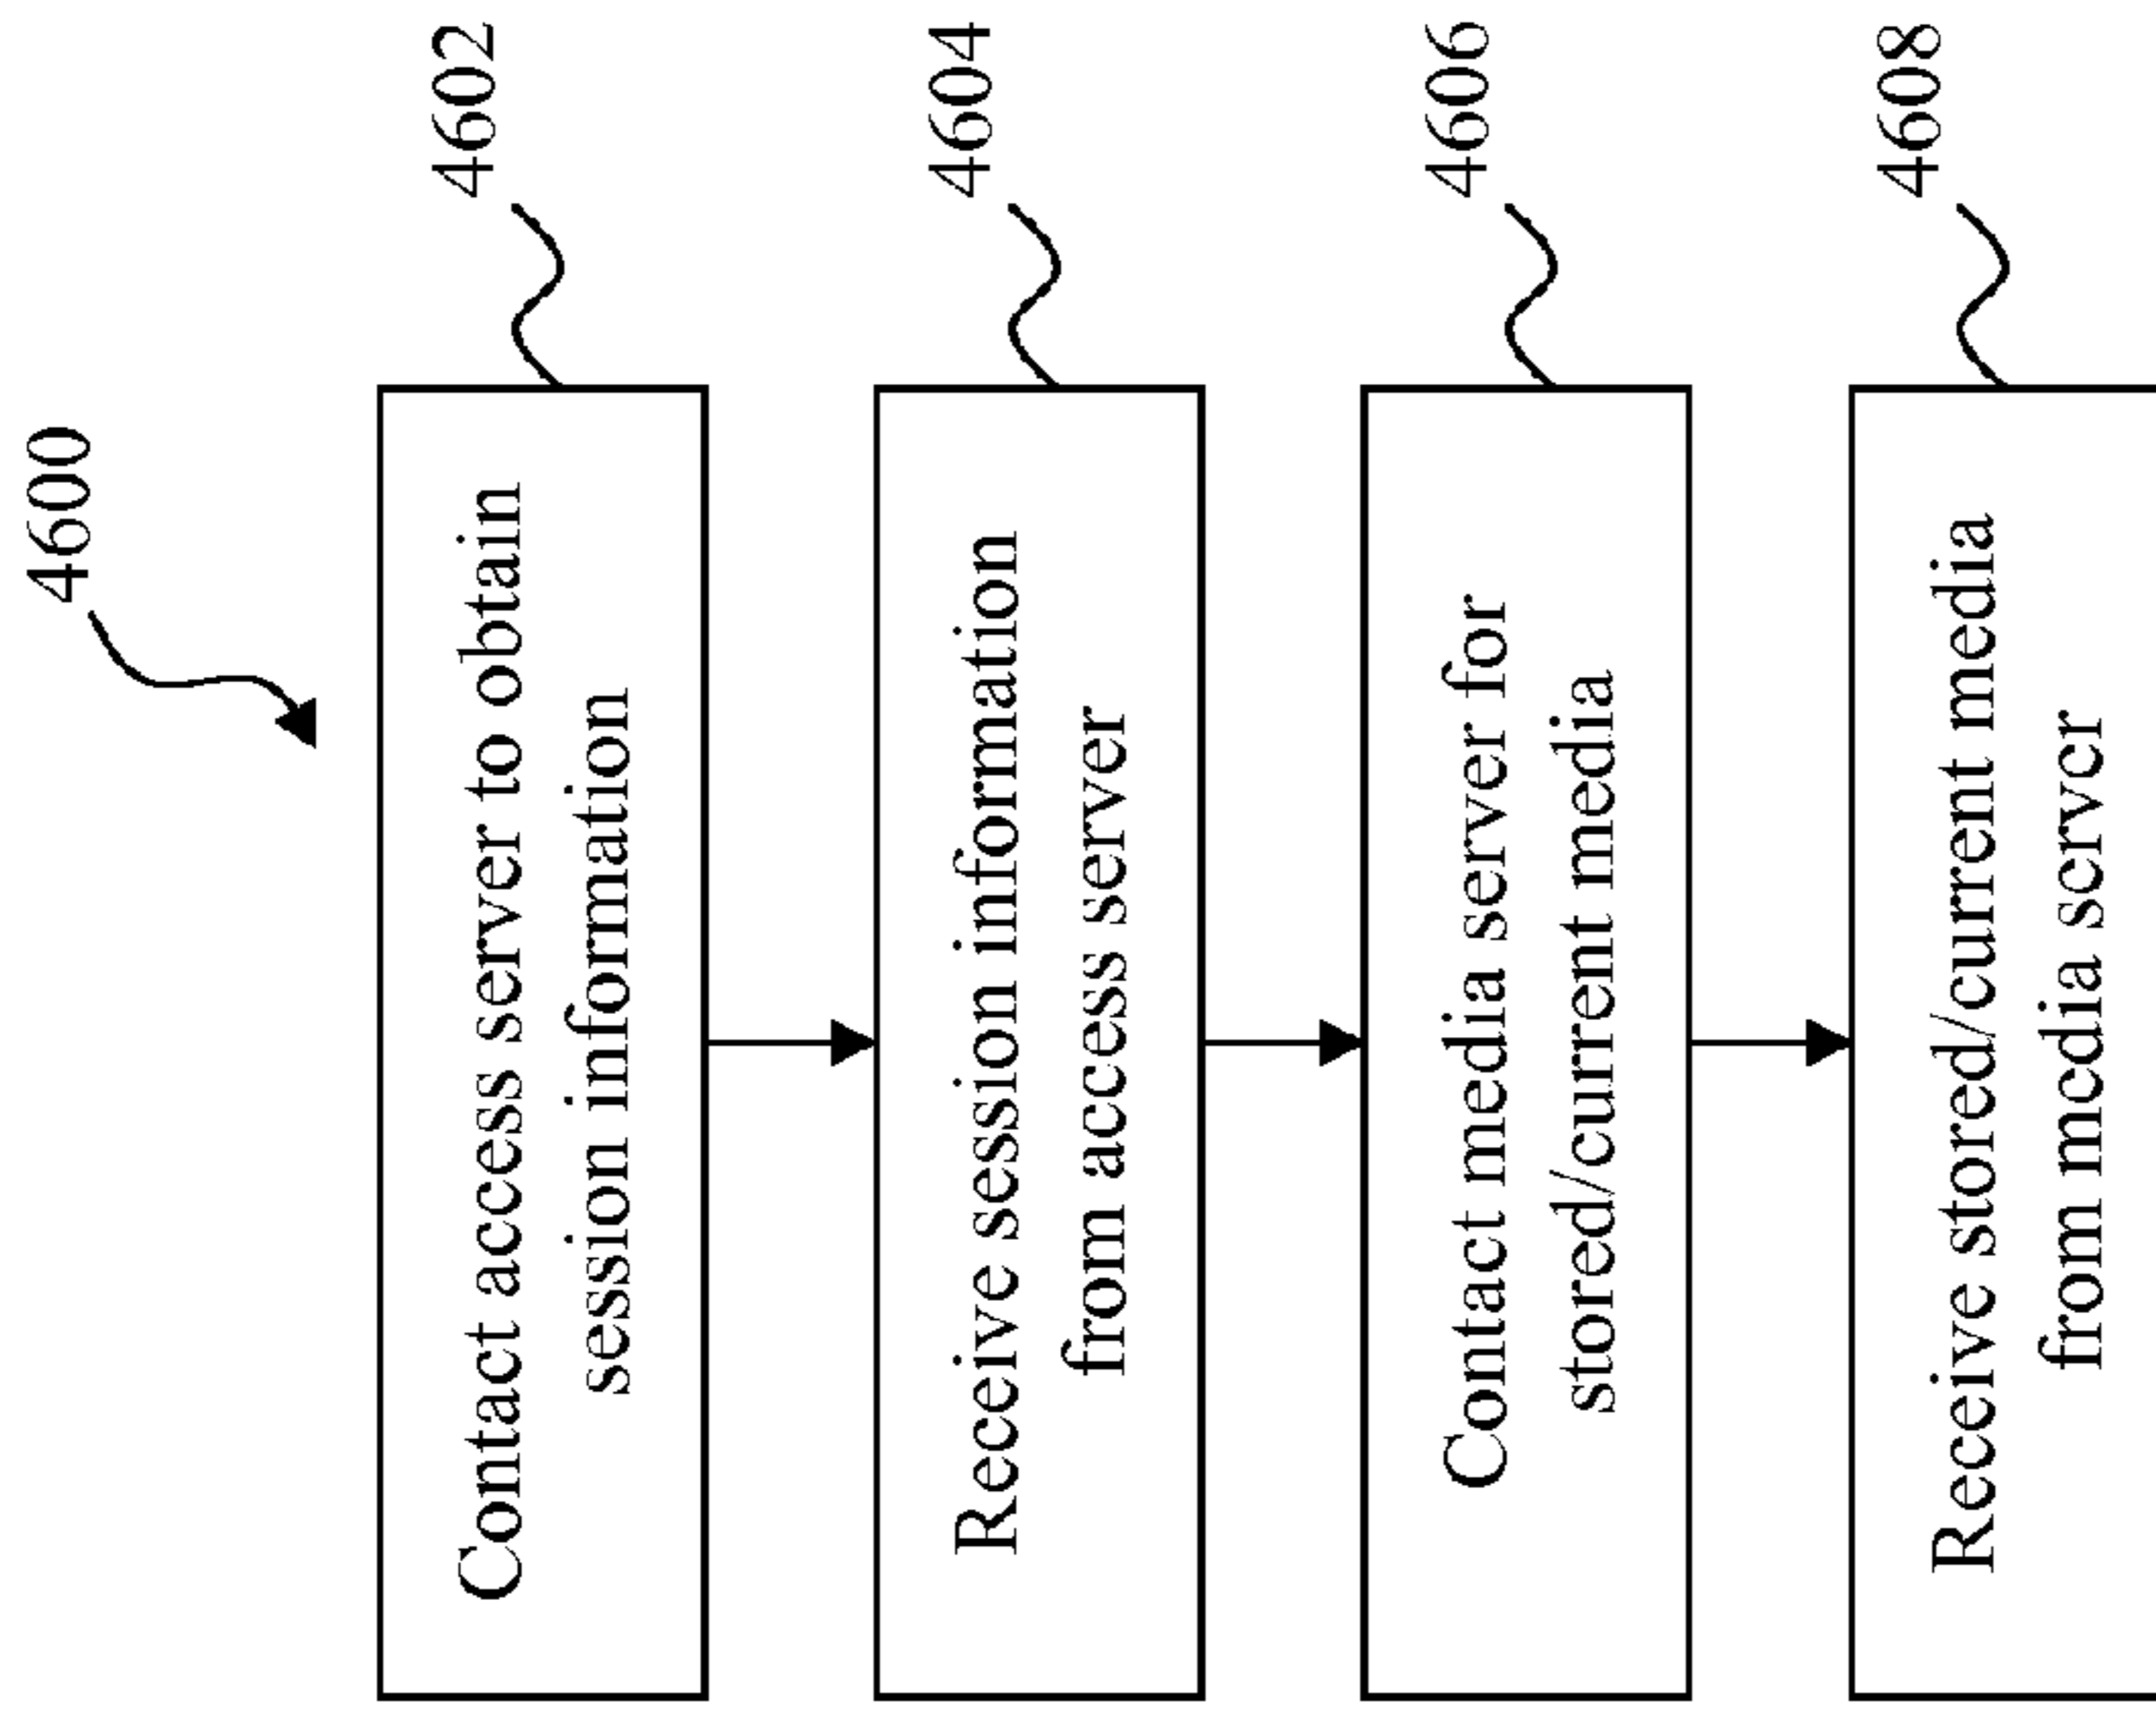 4600
Contact access server to obtain
session information
4602
Receive session information
from access server
4604
Contact media server for
stored/current media
4606
Receive stored/current media
from media server
4608